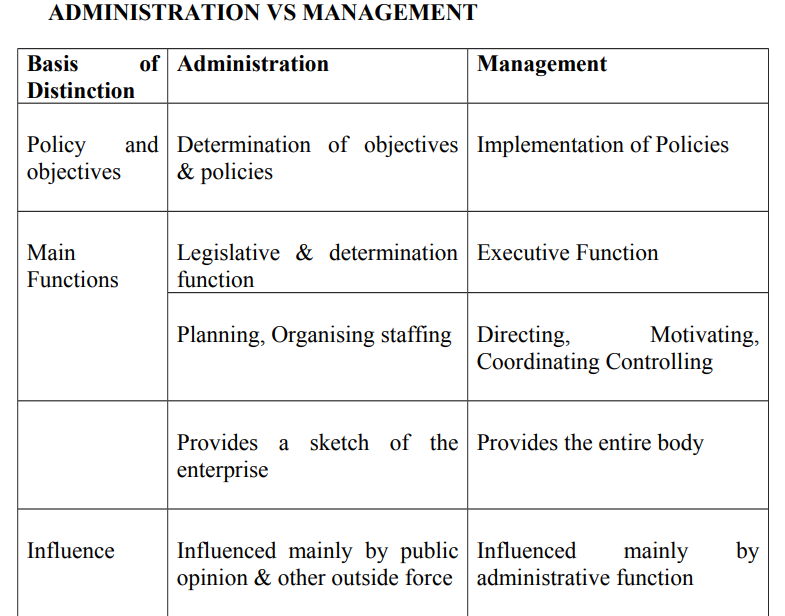 ADMINISTRATION VS MANAGEMENT
Basis of Distinction
Administration
Management
Policy and
objectives
Determination of objectives
& policies
Implementation of Policies
Main
Functions
Legislative & determination
function
Executive Function
Planning, Organising staffing
Directing, Motivating,
Coordinating Controlling
Provides a sketch of the
enterprise
Provides the entire body
Influence
Influenced mainly by public
opinion & other outside force
Influenced mainly by
administrative function